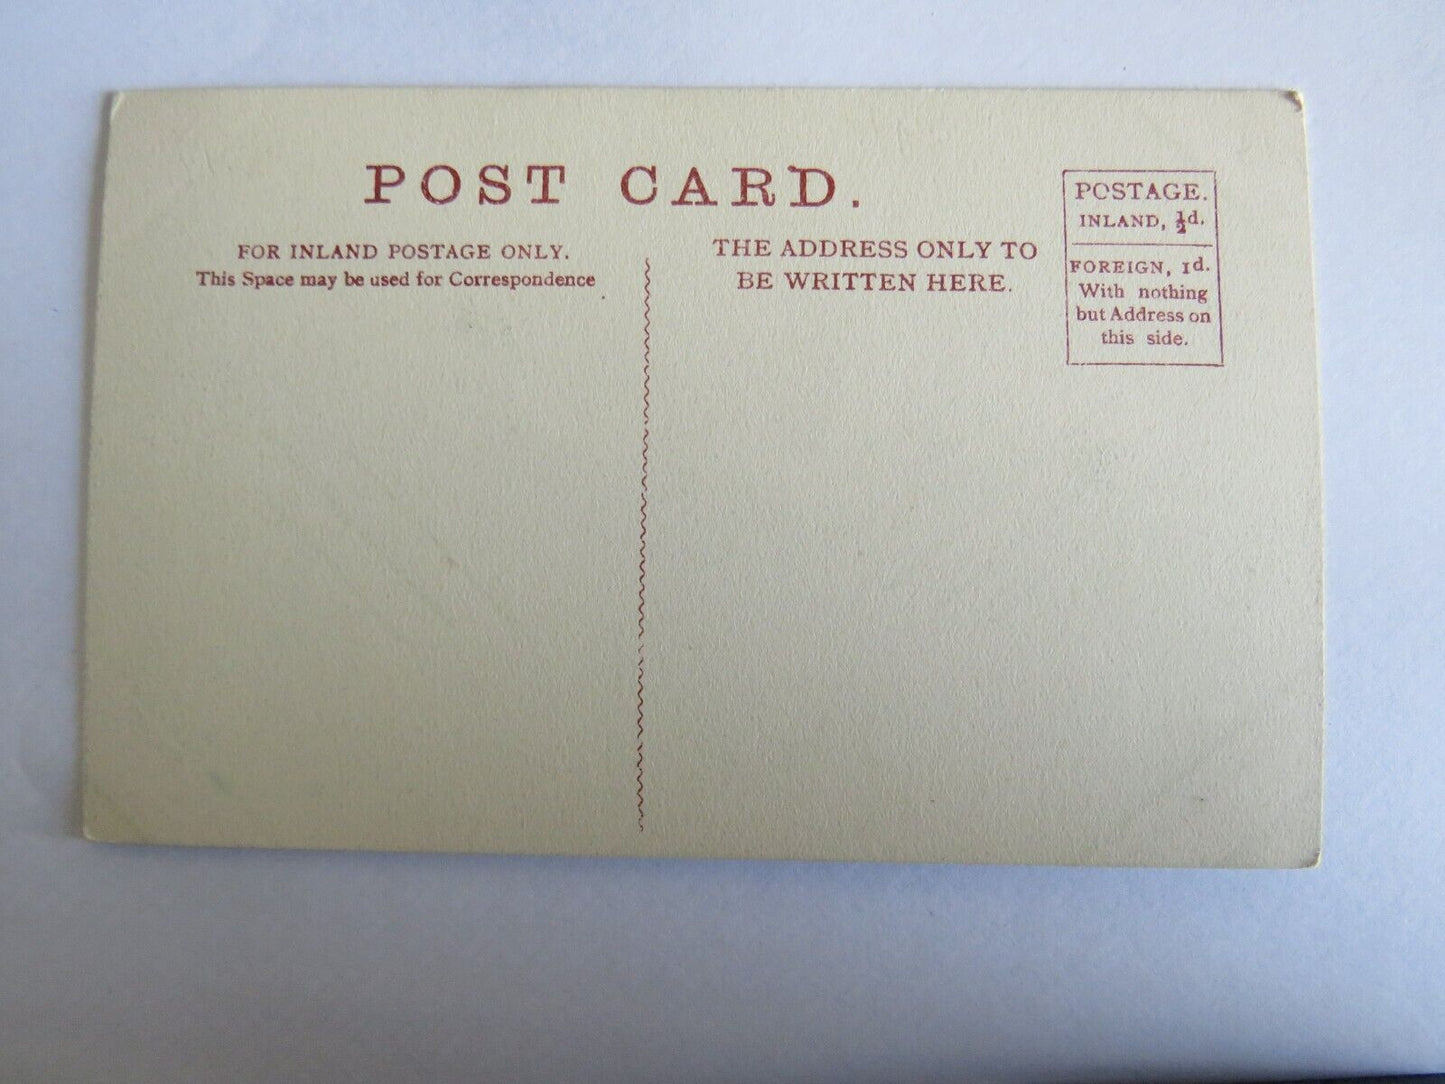 POST CARD.
FOR INLAND POSTAGE ONLY.
This Space may be used for Correspondence
THE ADDRESS ONLY TO
BE WRITTEN HERE.
POSTAGE.
INLAND, ½d.
FOREIGN, 1d.
With nothing
but Address on
this side.